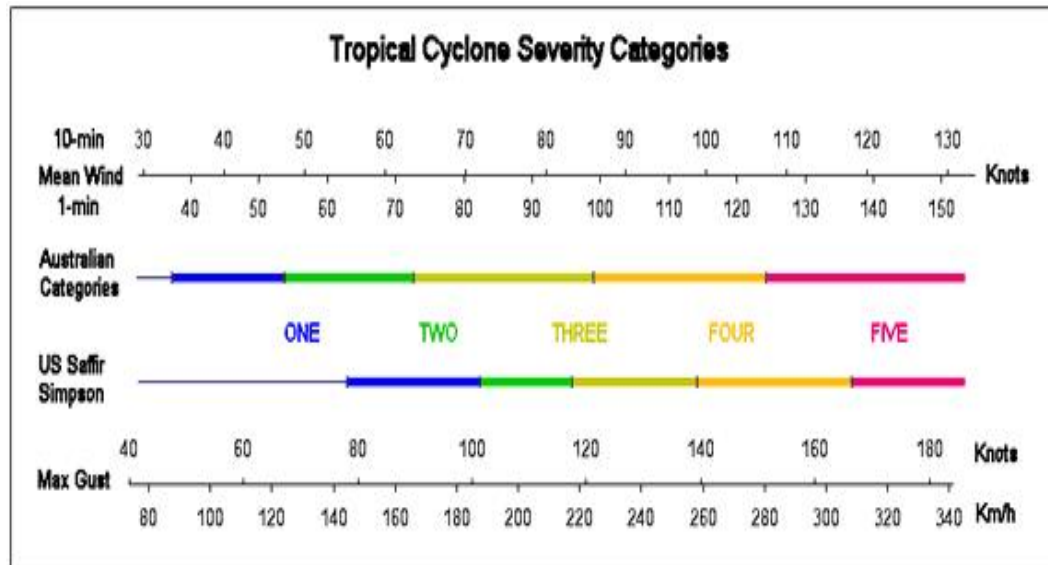 Tropical Cyclone Severity Categories
10-min 30 40 50 60 70 80 90 100 110 120 130
Mean Wind Knots
1-min 40 50 60 70 80 90 100 110 120 130 140 150
Australian
Categories
ONE TWO THREE FOUR FIVE
US Saffir
Simpson
40 60 80 100 120 140 160 180 Knots
Max Gust
80 100 120 140 160 180 200 220 240 260 280 300 320 340 Km/h